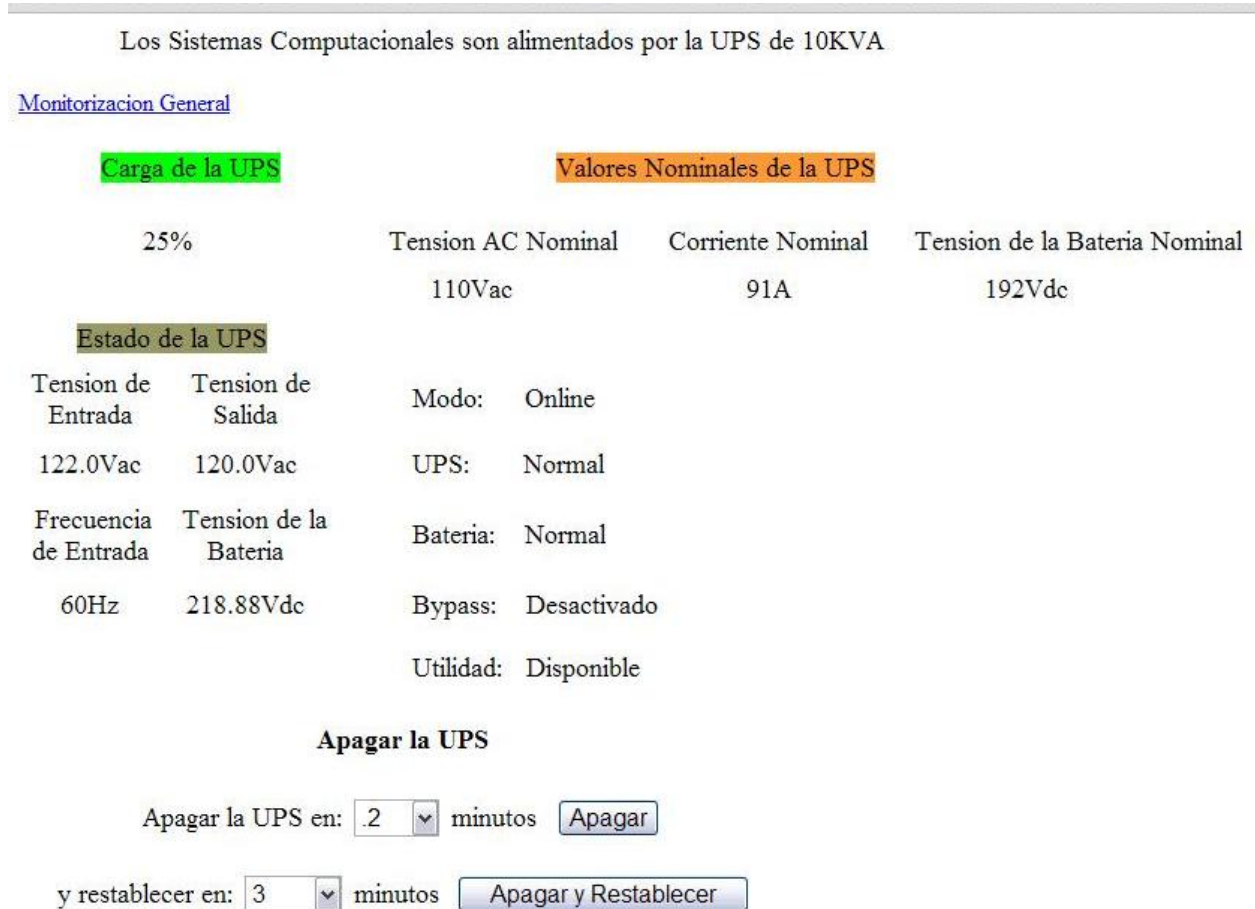 Los Sistemas Computacionales son alimentados por la UPS de 10KVA
Monitorizacion General
Carga de la UPS
Valores Nominales de la UPS
25%
Tension AC Nominal
Corriente Nominal
Tension de la Bateria Nominal
110Vac
91A
192Vdc
Estado de la UPS
Tension de
Entrada
Tension de
Salida
Modo: Online
122.0Vac
120.0Vac
UPS: Normal
Frecuencia
de Entrada
Tension de la
Bateria
Bateria: Normal
60Hz
218.88Vdc
Bypass: Desactivado
Utilidad: Disponible
Apagar la UPS
Apagar la UPS en: .2 minutos Apagar
y restablecer en: 3 minutos Apagar y Restablecer